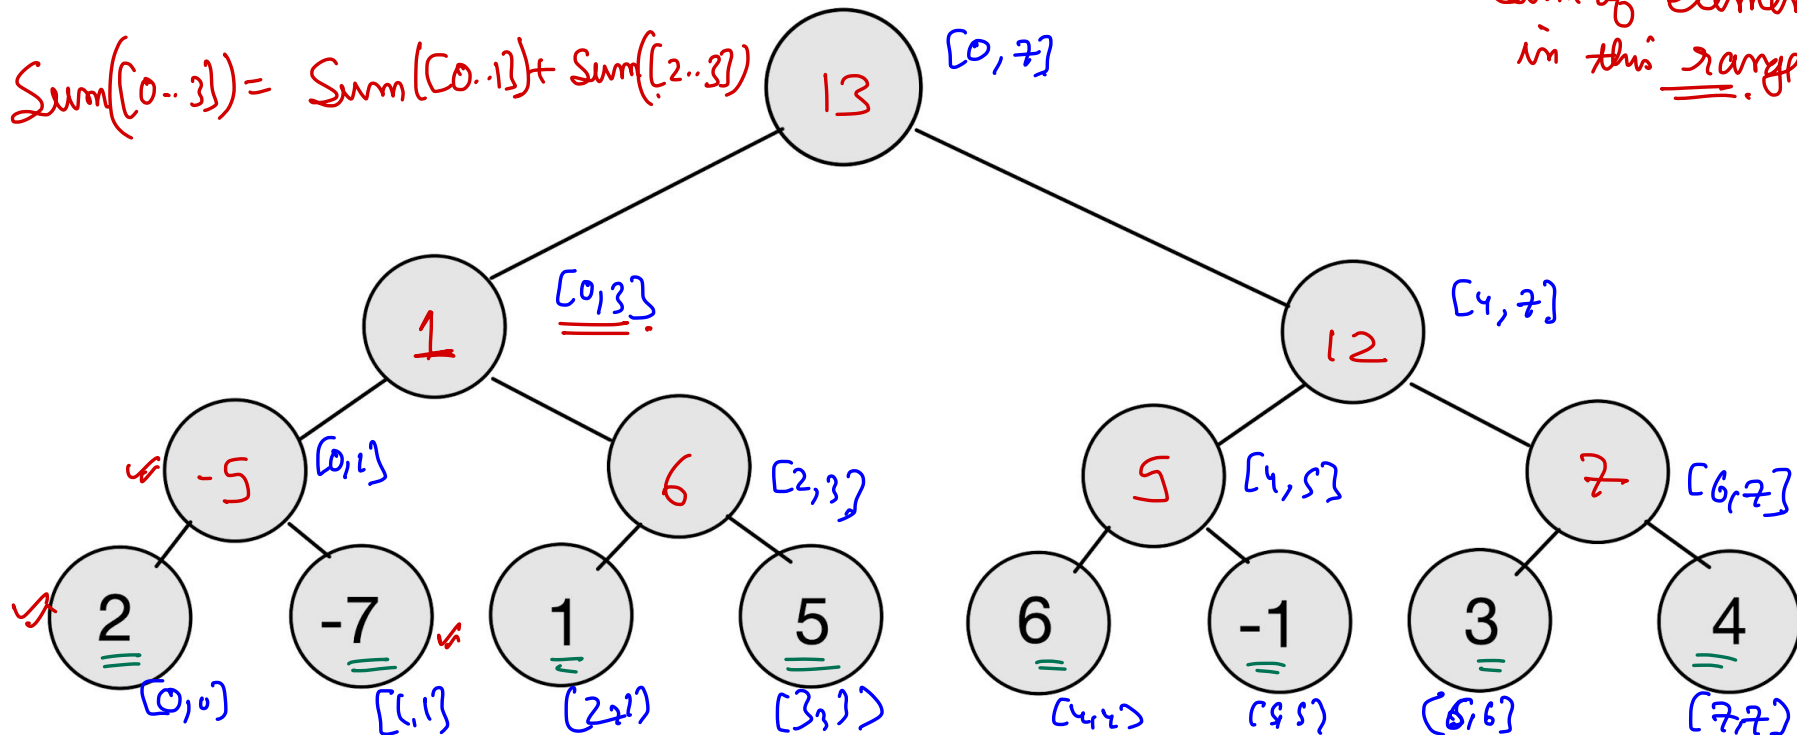 Sum of elemen
in this range.
Sum([0..3]) = Sum([0..1]) + Sum([2..3])
13 [0,7]
1 [0,3] 12 [4,7]
-5 [0,1] 6 [2,3] 5 [4,5] 7 [6,7]
2 -7 1 5 6 -1 3 4
[0,0] [1,1] [2,2] [3,3] [4,4] [5,5] [6,6] [7,7]